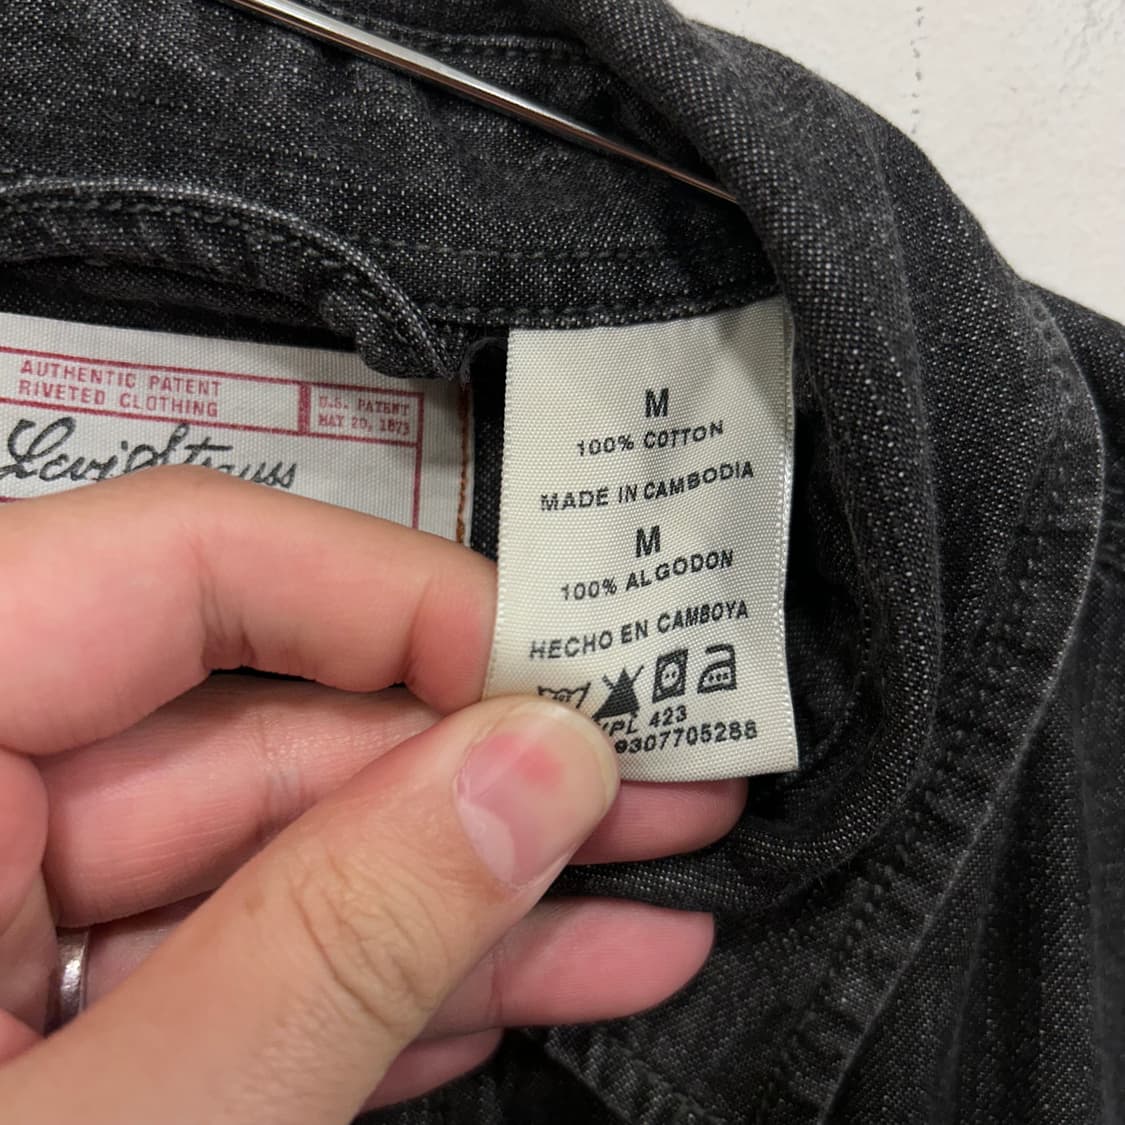 AUTHENTIC PATENT
RIVETED CLOTHING
U.S. PATENT
MAY 20, 1873
Levi Strauss
M
100% COTTON
MADE IN CAMBODIA
M
100% ALGODON
HECHO EN CAMBOYA
423